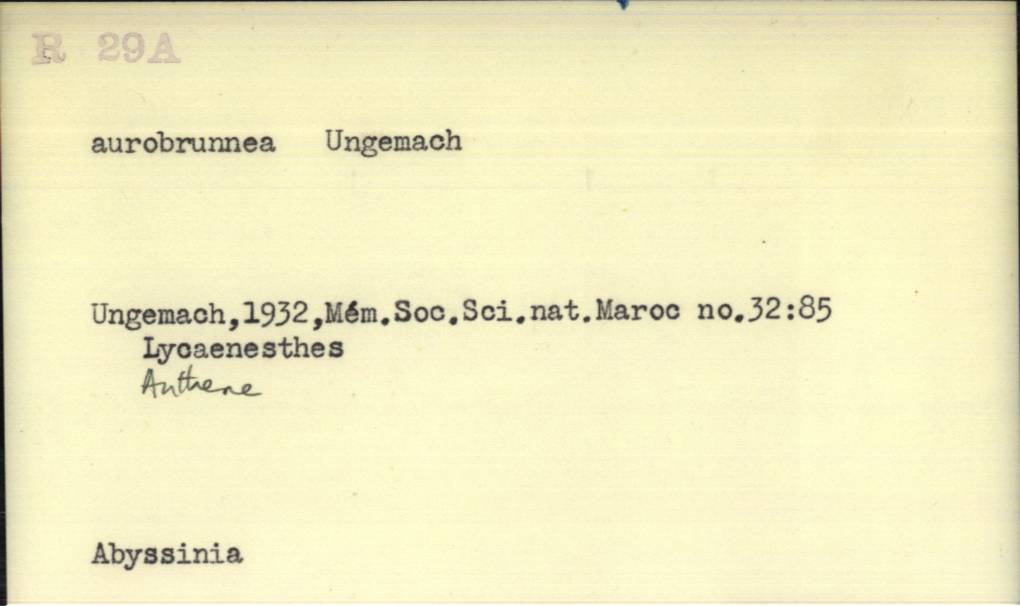 R 29A
aurobrunnea Ungemach
Ungemach,1932,Mém.Soc.Sci.nat.Maroc no.32:85
Lycaenesthes
Anthene
Abyssinia